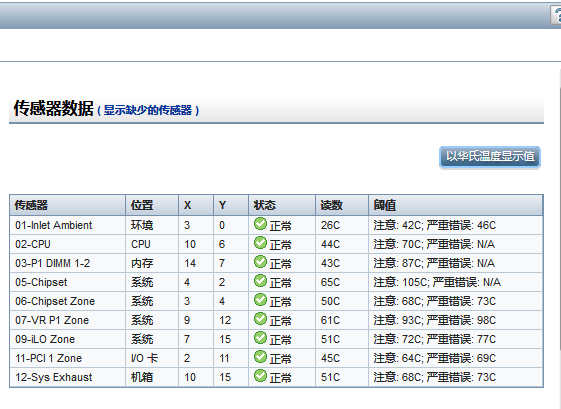 传感器数据 ( 显示缺少的传感器 )
以华氏温度显示值
传感器 位置 X Y 状态 读数 阈值
01-Inlet Ambient 环境 3 0 正常 26C 注意: 42C; 严重错误: 46C
02-CPU CPU 10 6 正常 44C 注意: 70C; 严重错误: N/A
03-P1 DIMM 1-2 内存 14 7 正常 43C 注意: 87C; 严重错误: N/A
05-Chipset 系统 4 2 正常 65C 注意: 105C; 严重错误: N/A
06-Chipset Zone 系统 3 4 正常 50C 注意: 68C; 严重错误: 73C
07-VR P1 Zone 系统 9 12 正常 61C 注意: 93C; 严重错误: 98C
09-iLO Zone 系统 7 15 正常 51C 注意: 72C; 严重错误: 77C
11-PCI 1 Zone I/O 卡 2 11 正常 45C 注意: 64C; 严重错误: 69C
12-Sys Exhaust 机箱 10 15 正常 51C 注意: 68C; 严重错误: 73C